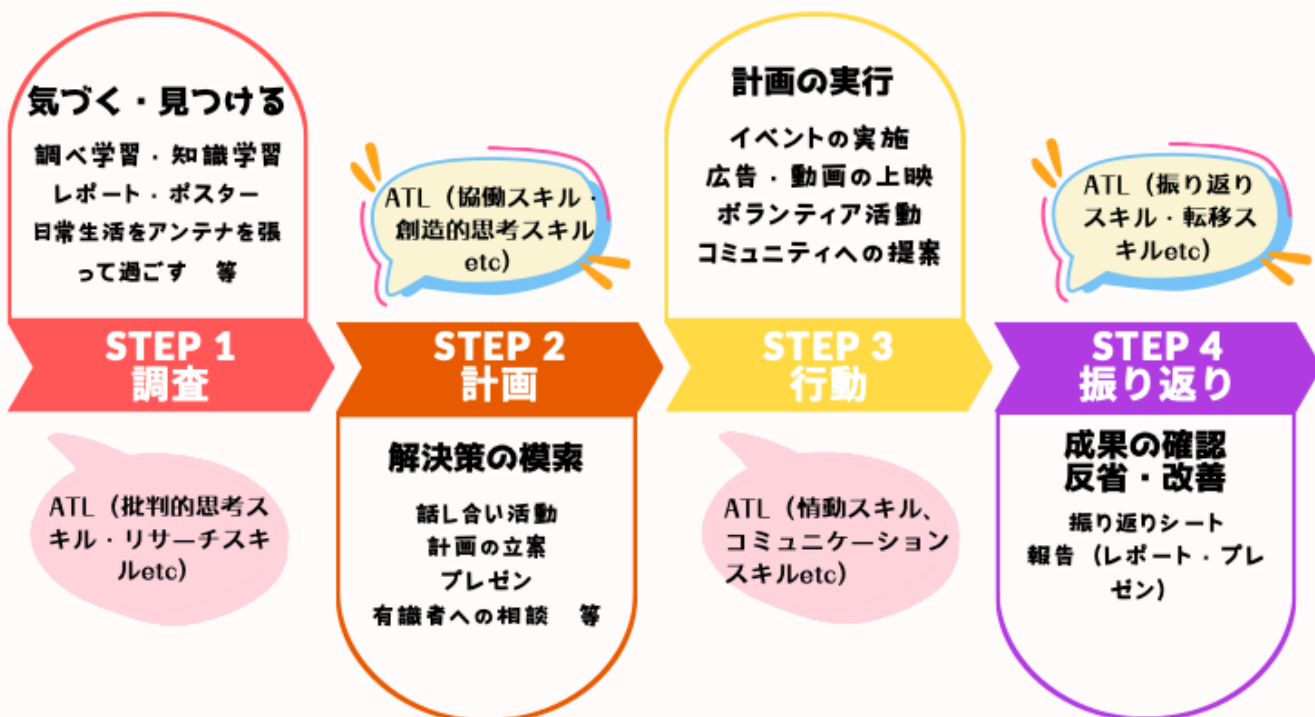 気づく・見つける
調べ学習・知識学習
レポート・ポスター
日常生活をアンテナを張
って過ごす　等
STEP 1
調査
ATL（批判的思考ス
キル・リサーチスキ
ルetc）
ATL（協働スキル・
創造的思考スキル
etc）
STEP 2
計画
解決策の模索
話し合い活動
計画の立案
プレゼン
有識者への相談　等
計画の実行
イベントの実施
広告・動画の上映
ボランティア活動
コミュニティへの提案
STEP 3
行動
ATL（情動スキル、
コミュニケーション
スキルetc）
ATL（振り返り
スキル・転移ス
キルetc）
STEP 4
振り返り
成果の確認
反省・改善
振り返りシート
報告（レポート・プレ
ゼン）